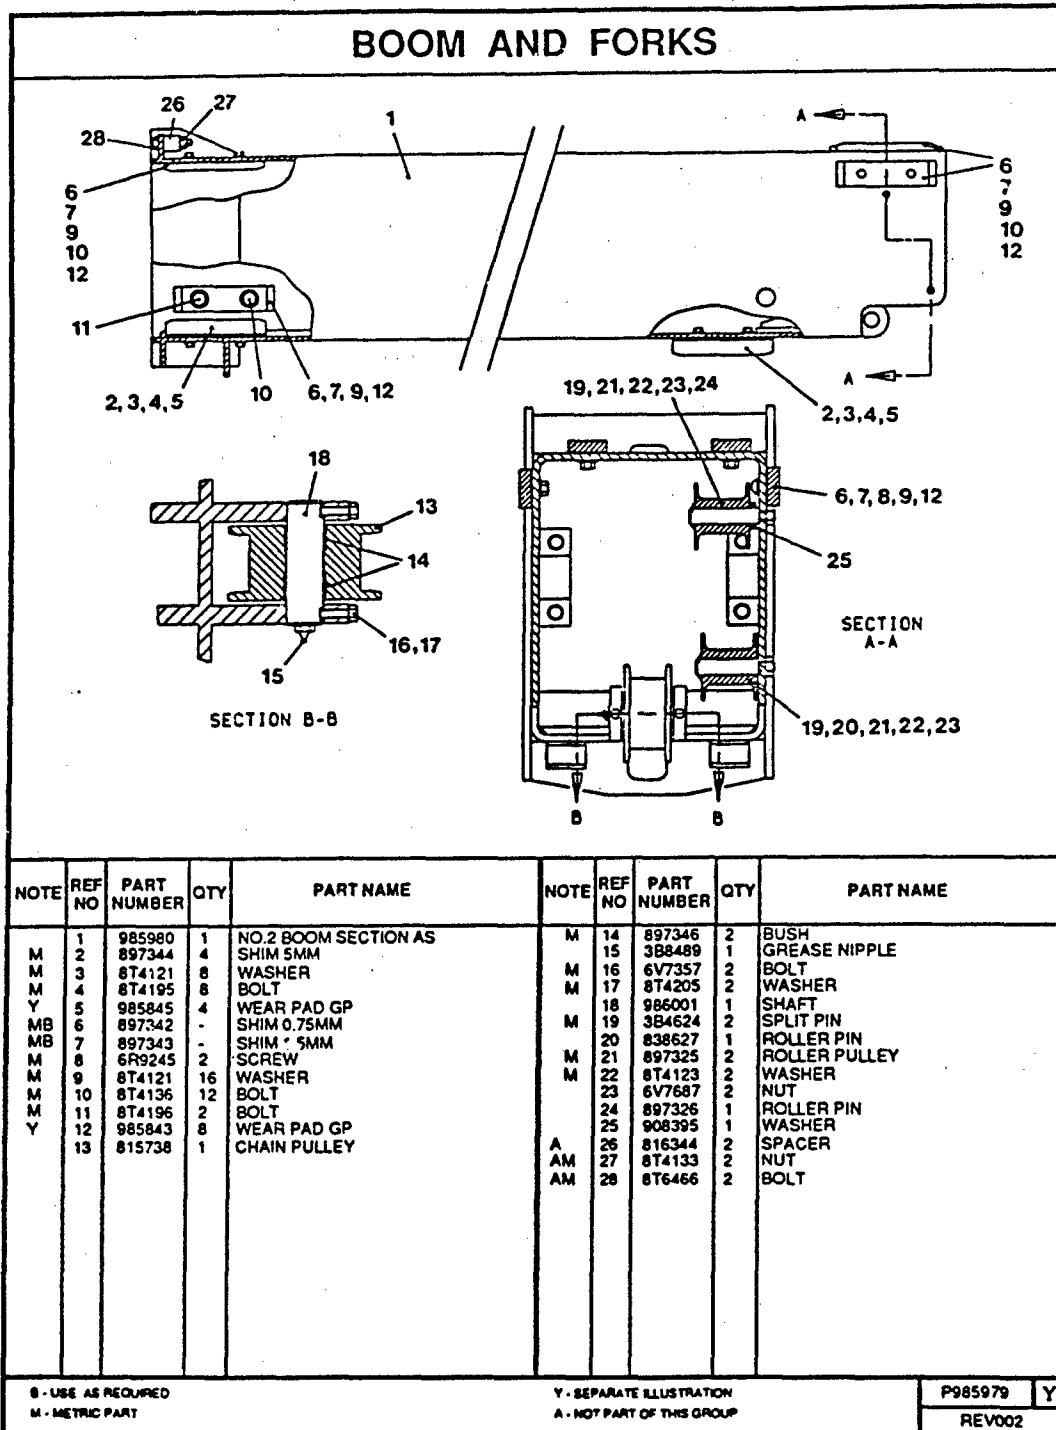 BOOM AND FORKS
26 27
28
1
A
6
7
9
10
12
6
7
9
10
12
11
2, 3, 4, 5
10
6, 7, 9, 12
A
19, 21, 22, 23, 24
2,3,4,5
18
13
14
16, 17
15
SECTION B-B
6, 7, 8, 9, 12
25
SECTION
A-A
19, 20, 21, 22, 23
B B
NOTE REF NO PART NUMBER QTY PART NAME
1 985980 1 NO.2 BOOM SECTION AS
M 2 897344 4 SHIM 5MM
M 3 8T4121 8 WASHER
M 4 8T4195 8 BOLT
Y 5 985845 4 WEAR PAD GP
MB 6 897342 - SHIM 0.75MM
MB 7 897343 - SHIM
M 8 6R9245 2 SCREW
M 9 8T4121 16 WASHER
M 10 8T4136 12 BOLT
M 11 8T4196 2 BOLT
Y 12 985843 8 WEAR PAD GP
13 815738 1 CHAIN PULLEY
NOTE REF NO PART NUMBER QTY PART NAME
M 14 897346 2 BUSH
15 3B8489 1 GREASE NIPPLE
M 16 6V7357 2 BOLT
M 17 8T4205 2 WASHER
18 986001 1 SHAFT
M 19 3B4624 2 SPLIT PIN
20 838627 1 ROLLER PIN
M 21 897325 2 ROLLER PULLEY
M 22 8T4123 2 WASHER
23 6V7687 2 NUT
24 897326 1 ROLLER PIN
25 908395 1 WASHER
A 26 816344 2 SPACER
AM 27 8T4133 2 NUT
AM 28 8T6466 2 BOLT
B - USE AS REQUIRED
M - METRIC PART
Y - SEPARATE ILLUSTRATION
A - NOT PART OF THIS GROUP
P985979 Y
REV002